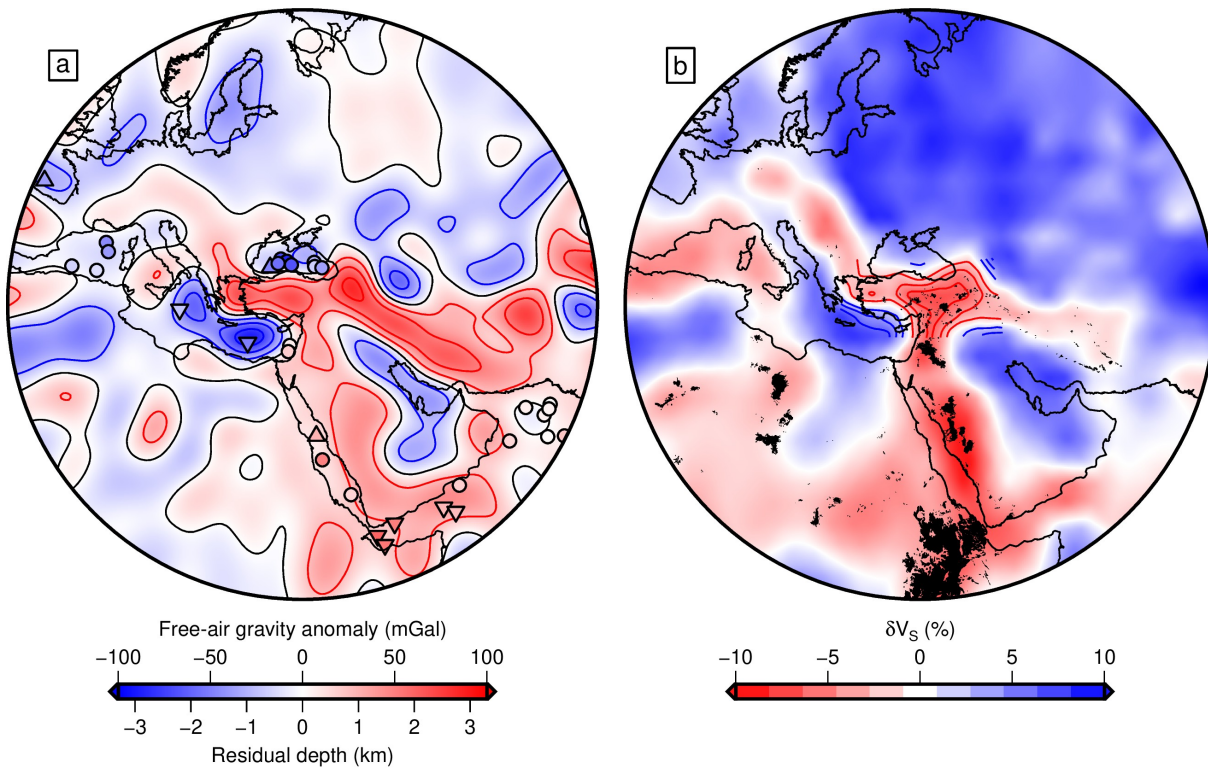 a
b
Free-air gravity anomaly (mGal)
−100 −50 0 50 100
−3 −2 −1 0 1 2 3
Residual depth (km)
δVS (%)
−10 −5 0 5 10